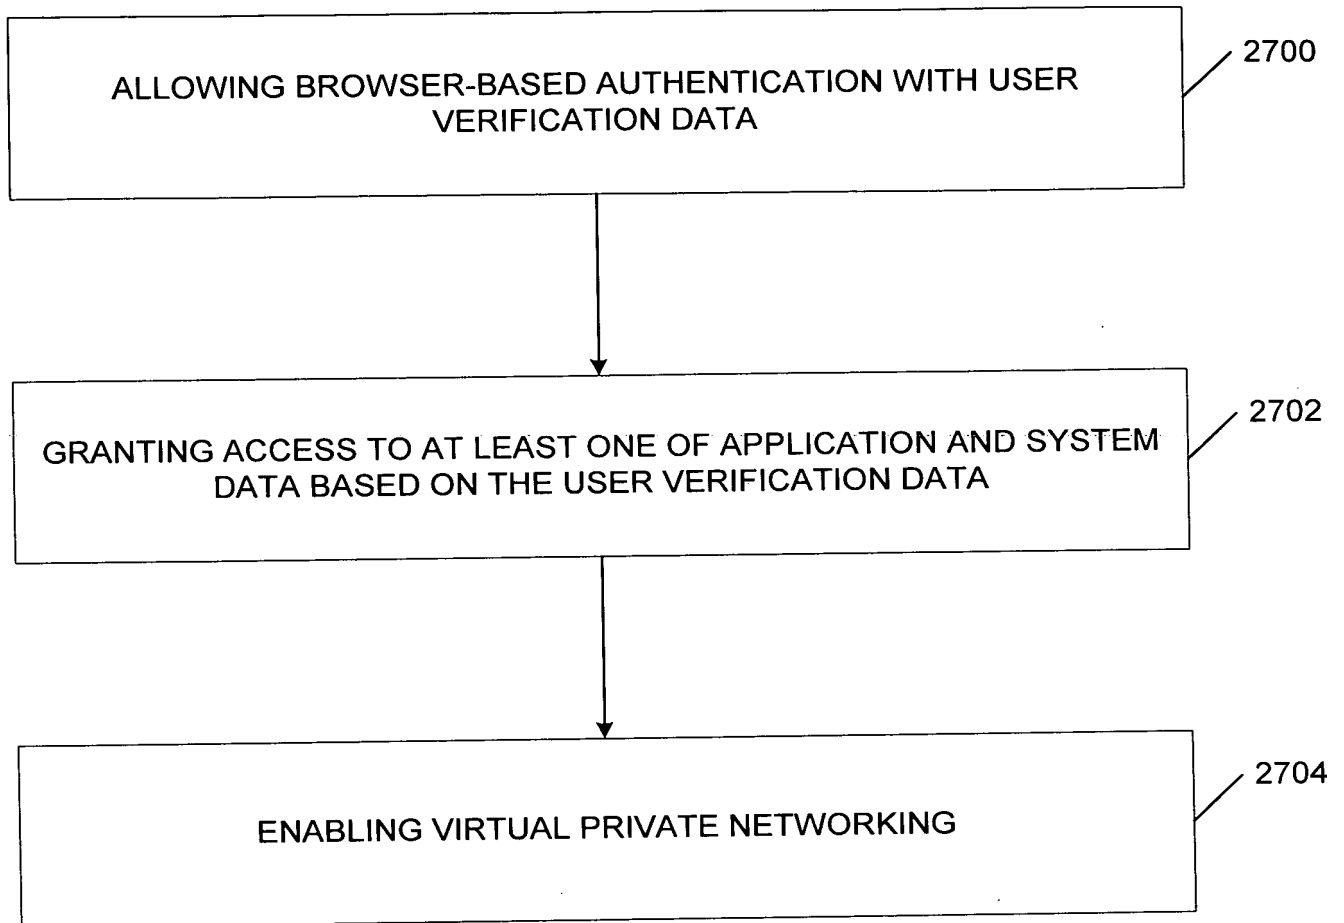 ALLOWING BROWSER-BASED AUTHENTICATION WITH USER
VERIFICATION DATA
2700
GRANTING ACCESS TO AT LEAST ONE OF APPLICATION AND SYSTEM
DATA BASED ON THE USER VERIFICATION DATA
2702
ENABLING VIRTUAL PRIVATE NETWORKING
2704